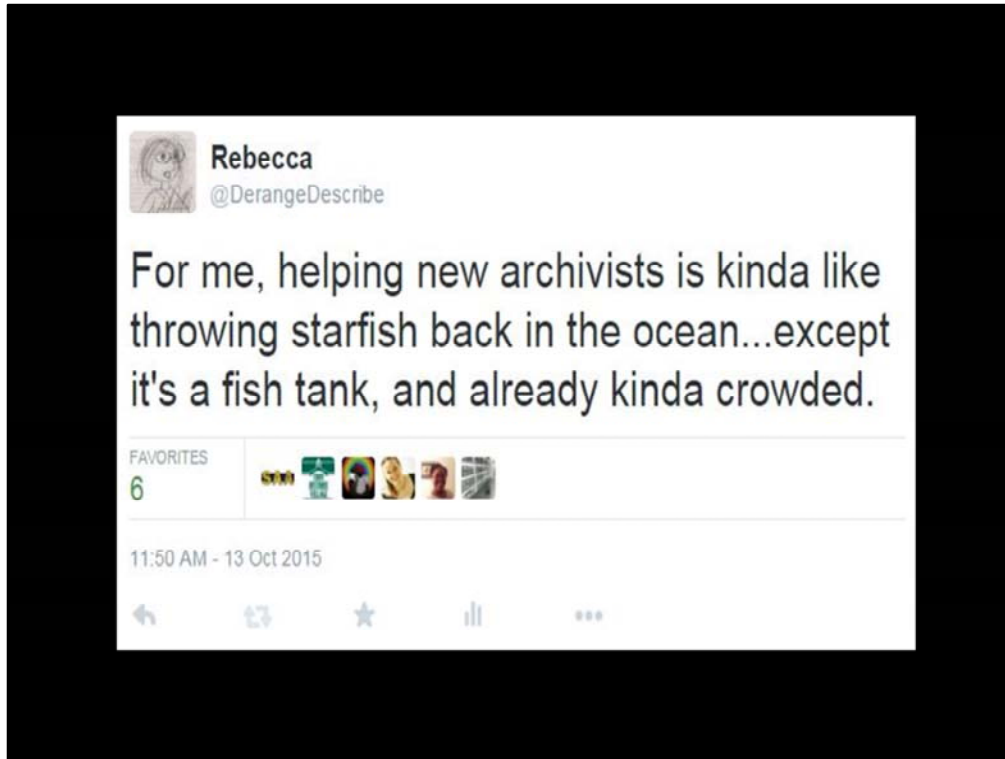 Rebecca
@DerangeDescribe
For me, helping new archivists is kinda like
throwing starfish back in the ocean...except
it's a fish tank, and already kinda crowded.
FAVORITES
6
SAA
11:50 AM - 13 Oct 2015